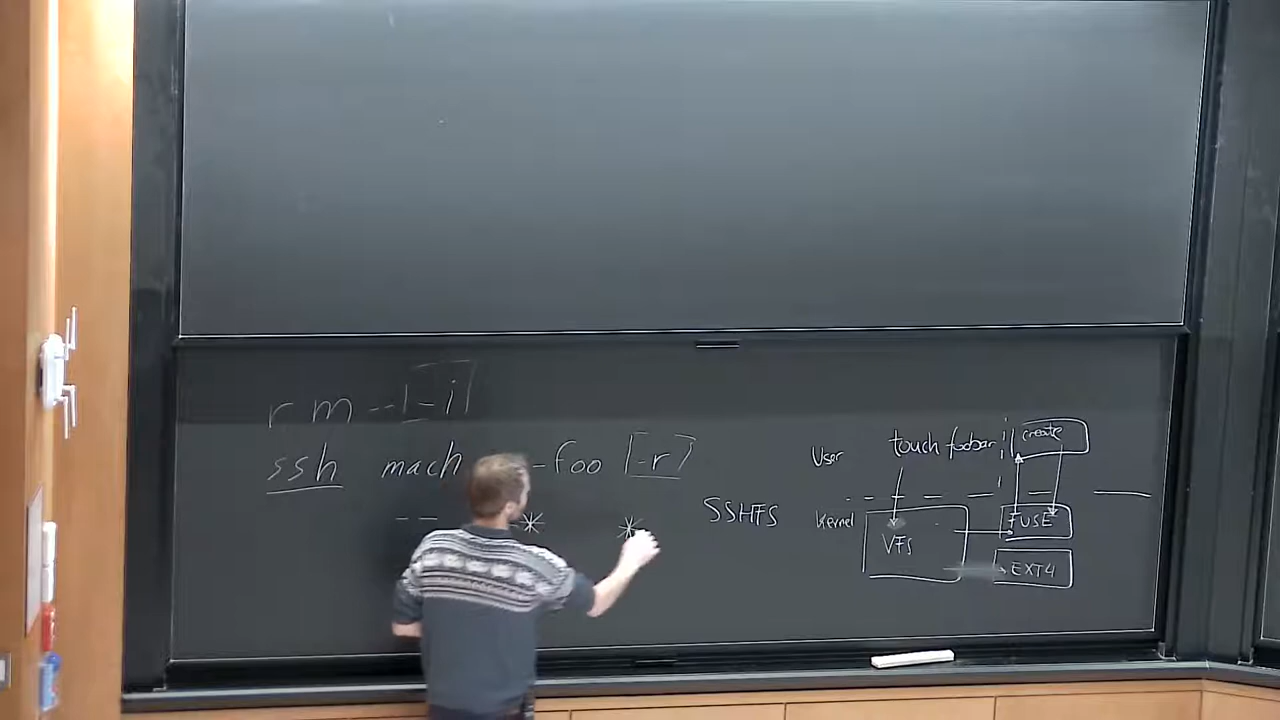 rm -- -i
ssh mach -foo -r
-- * *
SSHFS
User touch foobar create
Kernel VFS FUSE
EXT4